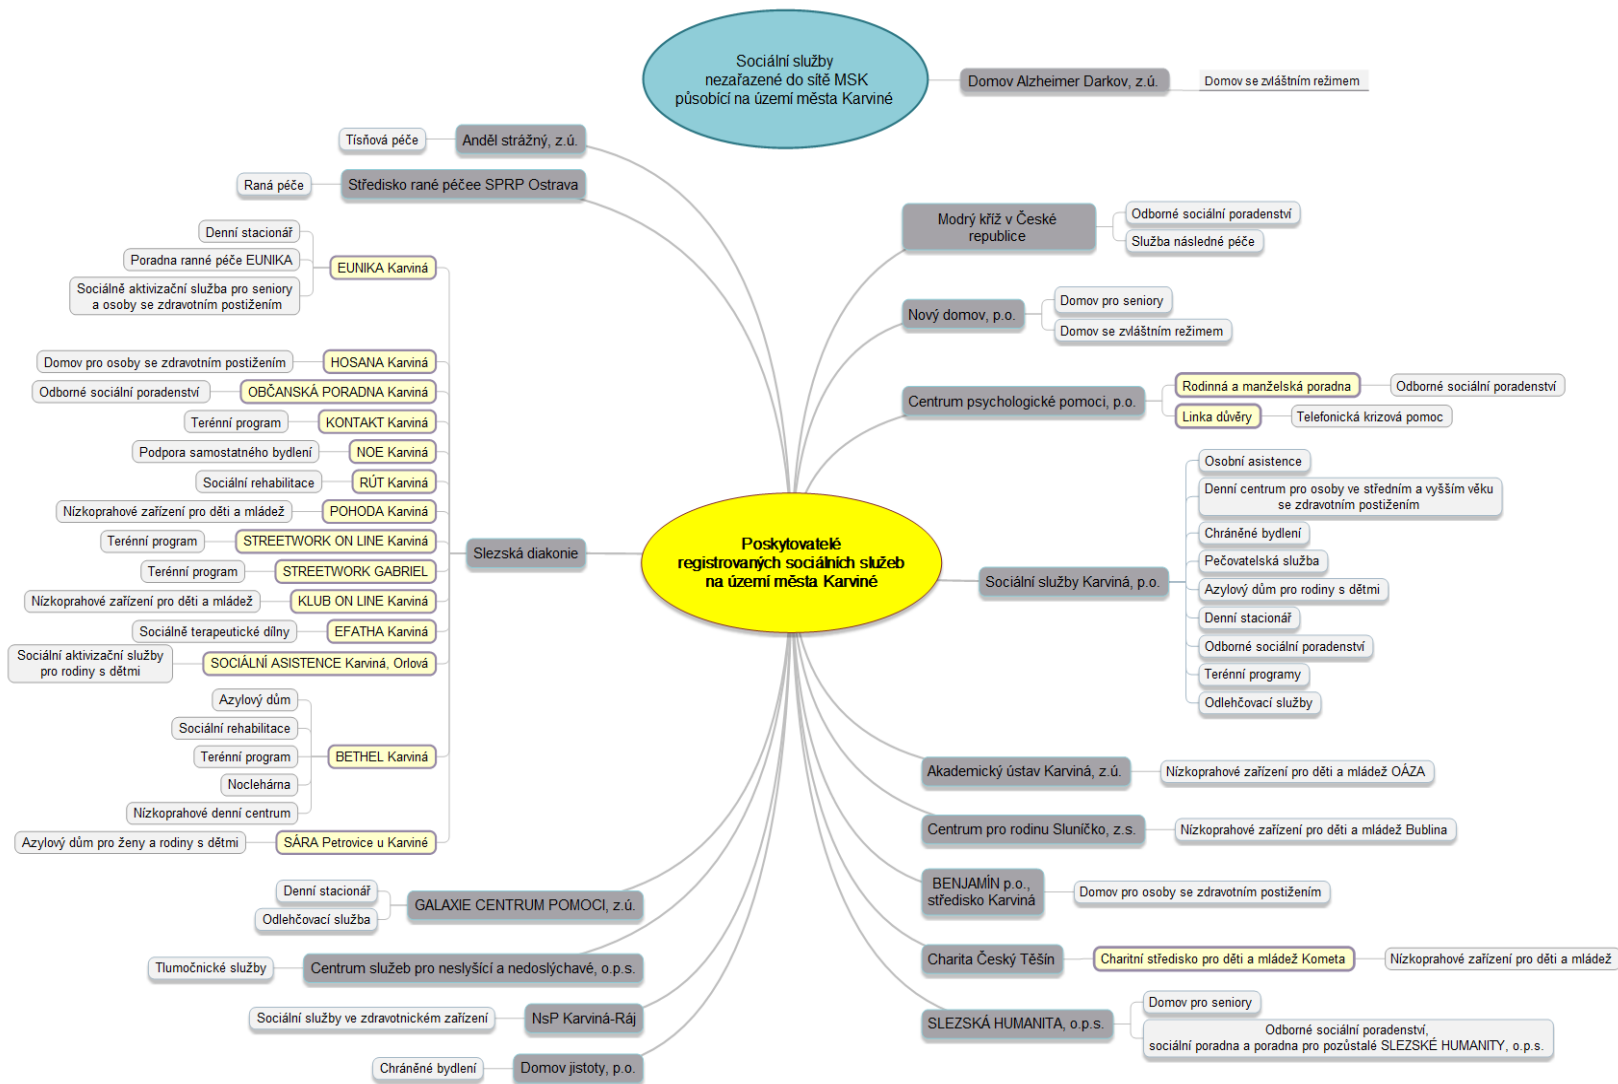 Sociální služby
nezařazené do sítě MSK
působící na území města Karviné
Domov Alzheimer Darkov, z.ú.
Domov se zvláštním režimem
Tísňová péče
Anděl strážný, z.ú.
Raná péče
Středisko rané péčee SPRP Ostrava
Denní stacionář
Poradna ranné péče EUNIKA
Sociálně aktivizační služba pro seniory
a osoby se zdravotním postižením
EUNIKA Karviná
Domov pro osoby se zdravotním postižením
HOSANA Karviná
Odborné sociální poradenství
OBČANSKÁ PORADNA Karviná
Terénní program
KONTAKT Karviná
Podpora samostatného bydlení
NOE Karviná
Sociální rehabilitace
RÚT Karviná
Nízkoprahové zařízení pro děti a mládež
POHODA Karviná
Terénní program
STREETWORK ON LINE Karviná
Terénní program
STREETWORK GABRIEL
Nízkoprahové zařízení pro děti a mládež
KLUB ON LINE Karviná
Sociálně terapeutické dílny
EFATHA Karviná
Sociální aktivizační služby
pro rodiny s dětmi
SOCIÁLNÍ ASISTENCE Karviná, Orlová
Azylový dům
Sociální rehabilitace
Terénní program
Noclehárna
Nízkoprahové denní centrum
BETHEL Karviná
Azylový dům pro ženy a rodiny s dětmi
SÁRA Petrovice u Karviné
Slezská diakonie
Denní stacionář
Odlehčovací služba
GALAXIE CENTRUM POMOCI, z.ú.
Tlumočnické služby
Centrum služeb pro neslyšící a nedoslýchavé, o.p.s.
Sociální služby ve zdravotnickém zařízení
NsP Karviná-Ráj
Chráněné bydlení
Domov jistoty, p.o.
Poskytovatelé
registrovaných sociálních služeb
na území města Karviné
Modrý kříž v České
republice
Odborné sociální poradenství
Služba následné péče
Nový domov, p.o.
Domov pro seniory
Domov se zvláštním režimem
Centrum psychologické pomoci, p.o.
Rodinná a manželská poradna
Odborné sociální poradenství
Linka důvěry
Telefonická krizová pomoc
Sociální služby Karviná, p.o.
Osobní asistence
Denní centrum pro osoby ve středním a vyšším věku
se zdravotním postižením
Chráněné bydlení
Pečovatelská služba
Azylový dům pro rodiny s dětmi
Denní stacionář
Odborné sociální poradenství
Terénní programy
Odlehčovací služby
Akademický ústav Karviná, z.ú.
Nízkoprahové zařízení pro děti a mládež OÁZA
Centrum pro rodinu Sluníčko, z.s.
Nízkoprahové zařízení pro děti a mládež Bublina
BENJAMÍN p.o.,
středisko Karviná
Domov pro osoby se zdravotním postižením
Charita Český Těšín
Charitní středisko pro děti a mládež Kometa
Nízkoprahové zařízení pro děti a mládež
SLEZSKÁ HUMANITA, o.p.s.
Domov pro seniory
Odborné sociální poradenství,
sociální poradna a poradna pro pozůstalé SLEZSKÉ HUMANITY, o.p.s.